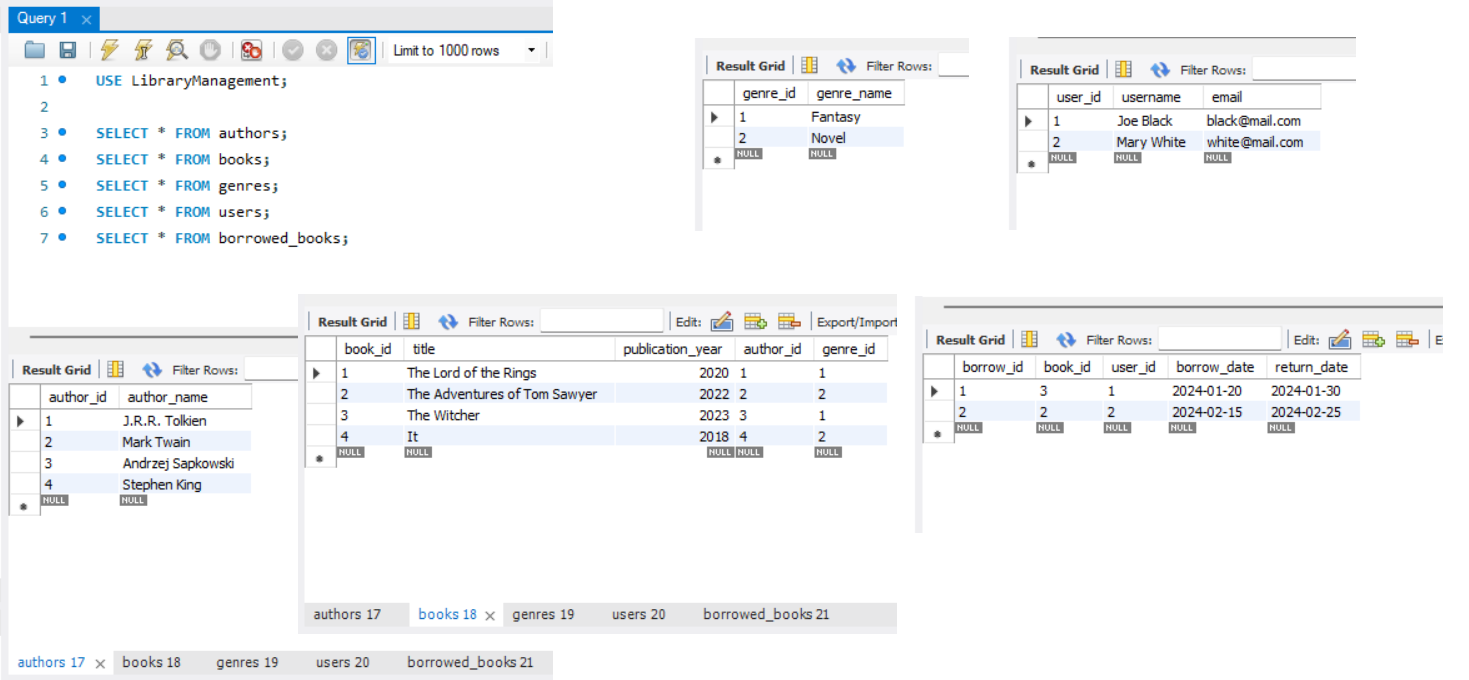 Query 1
Limit to 1000 rows
1 USE LibraryManagement;
2
3 SELECT * FROM authors;
4 SELECT * FROM books;
5 SELECT * FROM genres;
6 SELECT * FROM users;
7 SELECT * FROM borrowed_books;
Result Grid Filter Rows:
genre_id genre_name
1 Fantasy
2 Novel
NULL NULL
Result Grid Filter Rows:
user_id username email
1 Joe Black black@mail.com
2 Mary White white@mail.com
NULL NULL NULL
Result Grid Filter Rows:
author_id author_name
1 J.R.R. Tolkien
2 Mark Twain
3 Andrzej Sapkowski
4 Stephen King
NULL NULL
authors 17 books 18 genres 19 users 20 borrowed_books 21
Result Grid Filter Rows: Edit: Export/Import
book_id title publication_year author_id genre_id
1 The Lord of the Rings 2020 1 1
2 The Adventures of Tom Sawyer 2022 2 2
3 The Witcher 2023 3 1
4 It 2018 4 2
NULL NULL NULL NULL NULL
authors 17 books 18 genres 19 users 20 borrowed_books 21
Result Grid Filter Rows: Edit: E
borrow_id book_id user_id borrow_date return_date
1 3 1 2024-01-20 2024-01-30
2 2 2 2024-02-15 2024-02-25
NULL NULL NULL NULL NULL